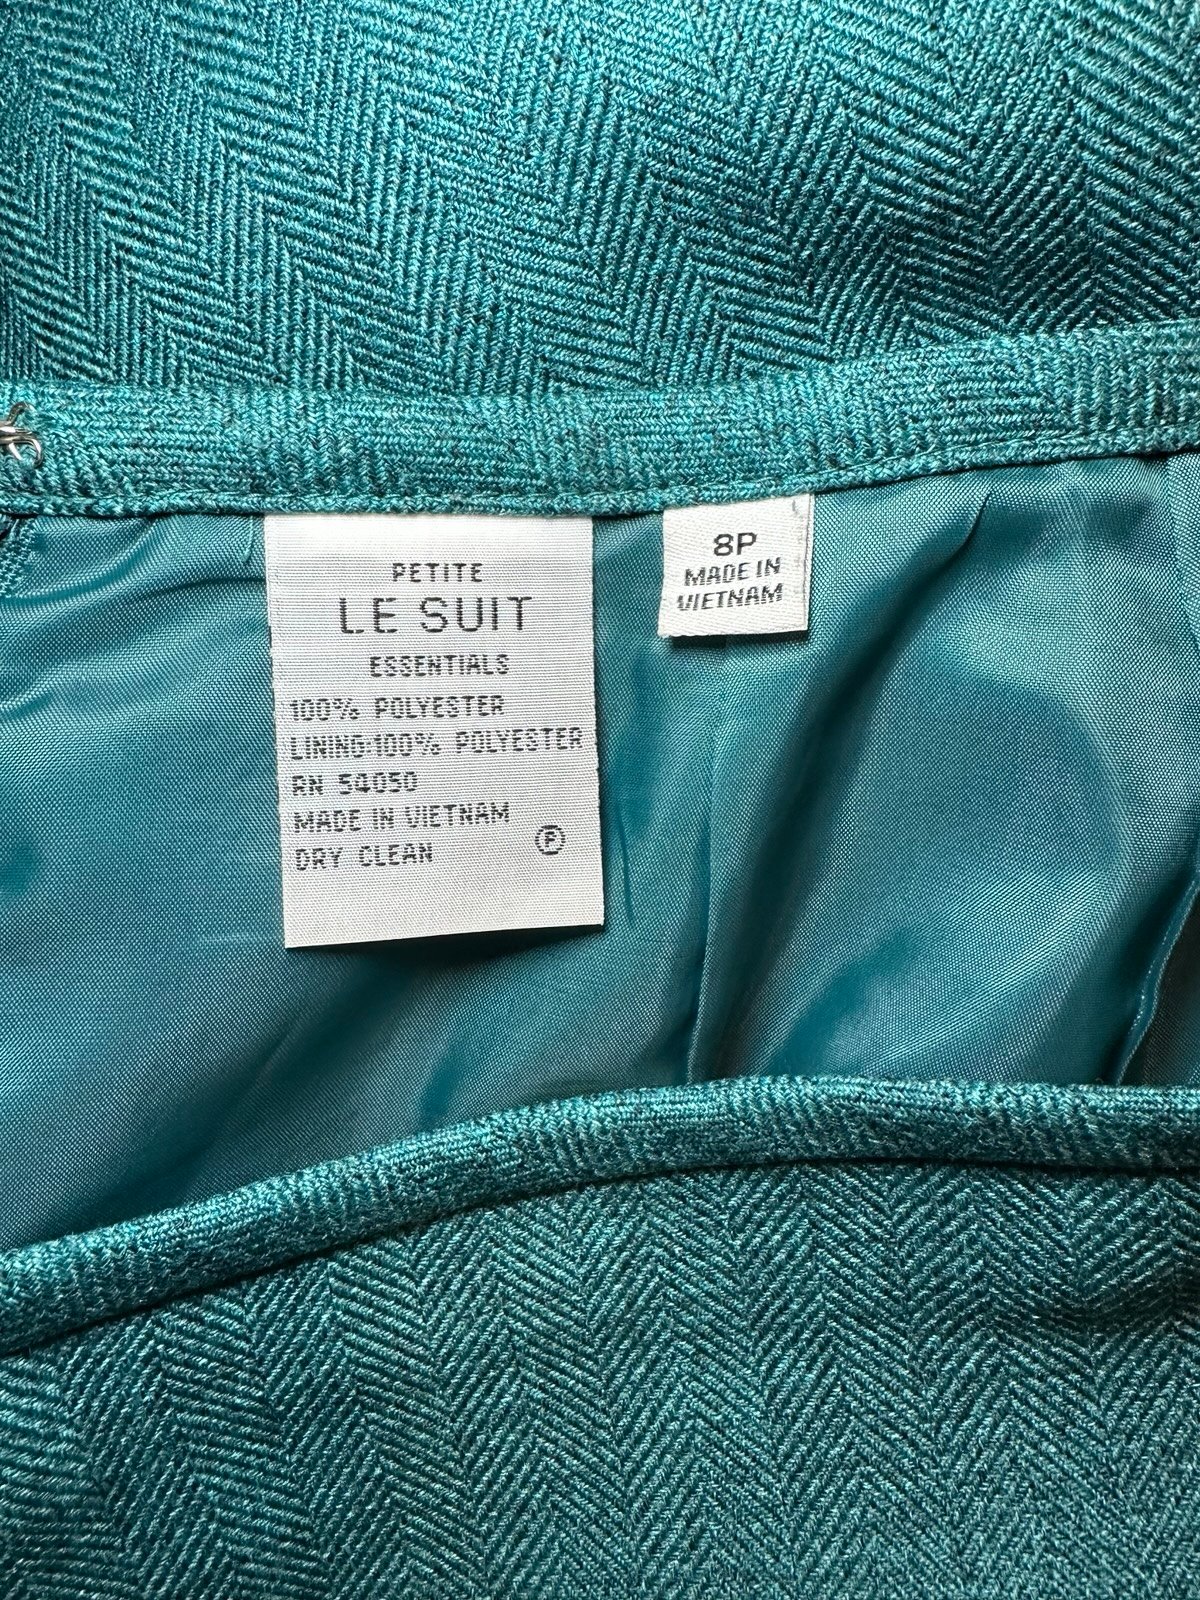 PETITE
LE SUIT
ESSENTIALS
100% POLYESTER
LINING:100% POLYESTER
RN 54050
MADE IN VIETNAM
DRY CLEAN
P
8P
MADE IN
VIETNAM